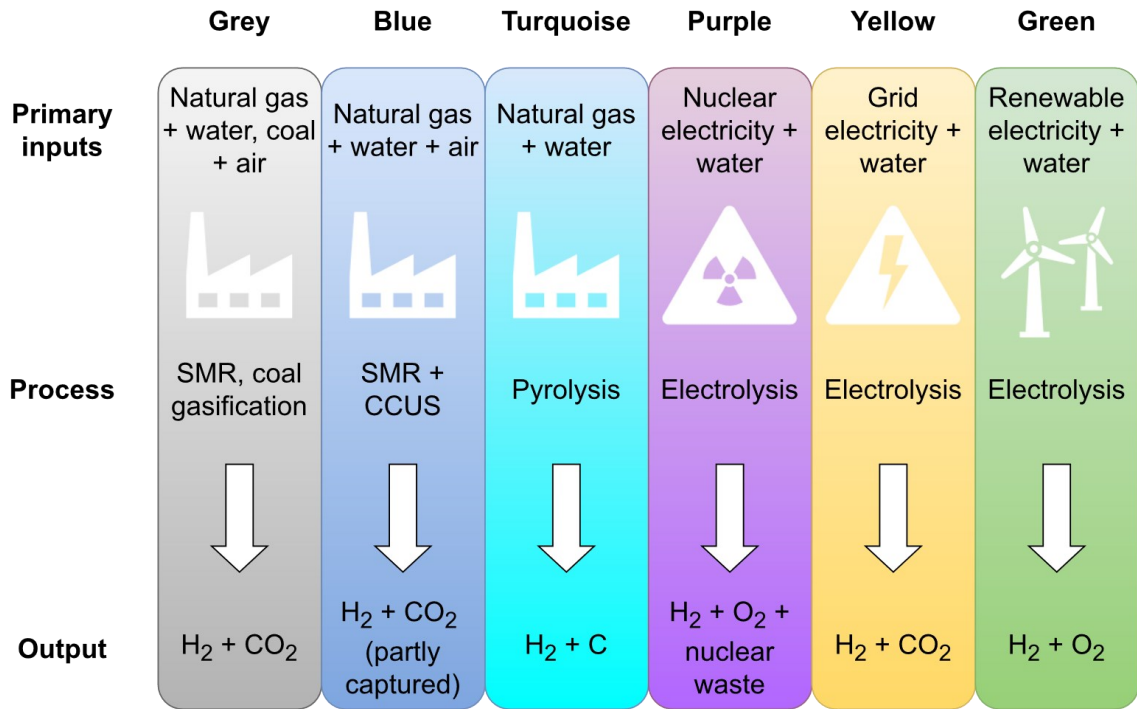 Grey
Blue
Turquoise
Purple
Yellow
Green
Primary
inputs
Natural gas
+ water, coal
+ air
Natural gas
+ water + air
Natural gas
+ water
Nuclear
electricity +
water
Grid
electricity +
water
Renewable
electricity +
water
Process
SMR, coal
gasification
SMR +
CCUS
Pyrolysis
Electrolysis
Electrolysis
Electrolysis
Output
H₂ + CO₂
H₂ + CO₂
(partly
captured)
H₂ + C
H₂ + O₂ +
nuclear
waste
H₂ + CO₂
H₂ + O₂